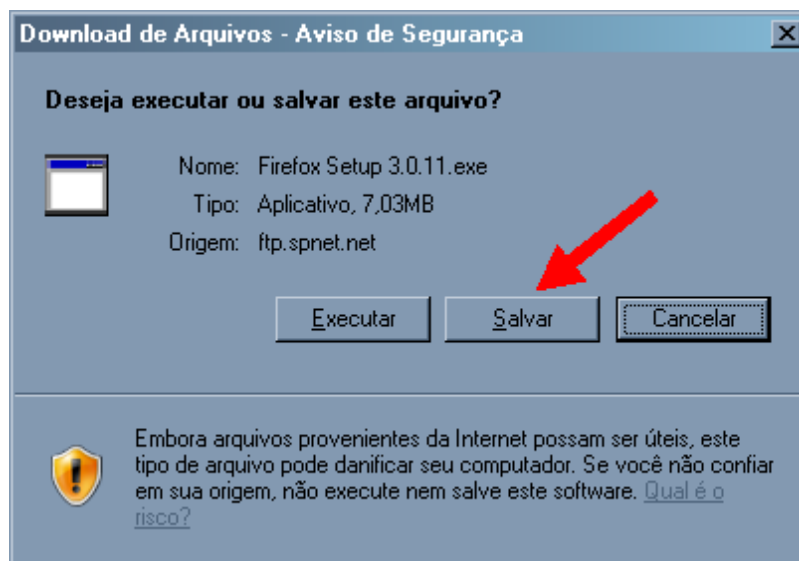 Download de Arquivos - Aviso de Segurança
Deseja executar ou salvar este arquivo?
Nome: Firefox Setup 3.0.11.exe
Tipo: Aplicativo, 7,03MB
Origem: ftp.spnet.net
Executar Salvar Cancelar
Embora arquivos provenientes da Internet possam ser úteis, este
tipo de arquivo pode danificar seu computador. Se você não confiar
em sua origem, não execute nem salve este software. Qual é o
risco?